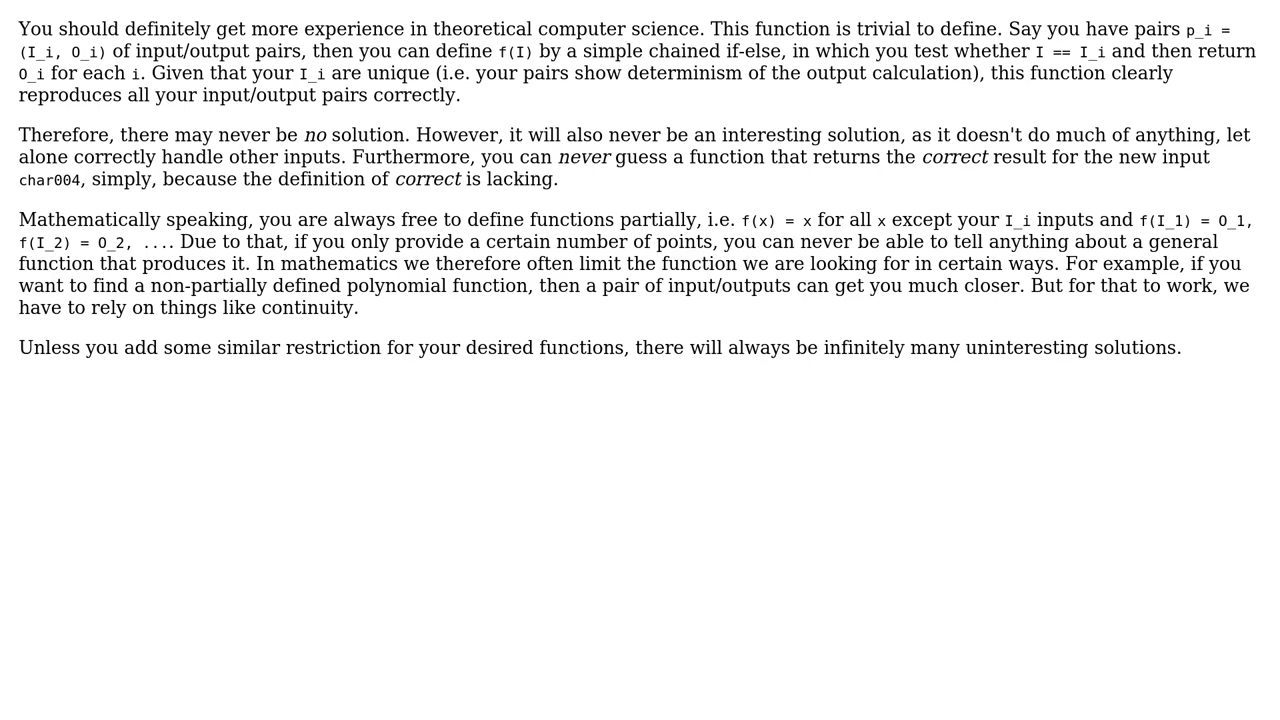 You should definitely get more experience in theoretical computer science. This function is trivial to define. Say you have pairs p_i =
(I_i, O_i) of input/output pairs, then you can define f(I) by a simple chained if-else, in which you test whether I == I_i and then return
O_i for each i. Given that your I_i are unique (i.e. your pairs show determinism of the output calculation), this function clearly
reproduces all your input/output pairs correctly.
Therefore, there may never be no solution. However, it will also never be an interesting solution, as it doesn't do much of anything, let
alone correctly handle other inputs. Furthermore, you can never guess a function that returns the correct result for the new input
char004, simply, because the definition of correct is lacking.
Mathematically speaking, you are always free to define functions partially, i.e. f(x) = x for all x except your I_i inputs and f(I_1) = O_1,
f(I_2) = O_2, .... Due to that, if you only provide a certain number of points, you can never be able to tell anything about a general
function that produces it. In mathematics we therefore often limit the function we are looking for in certain ways. For example, if you
want to find a non-partially defined polynomial function, then a pair of input/outputs can get you much closer. But for that to work, we
have to rely on things like continuity.
Unless you add some similar restriction for your desired functions, there will always be infinitely many uninteresting solutions.